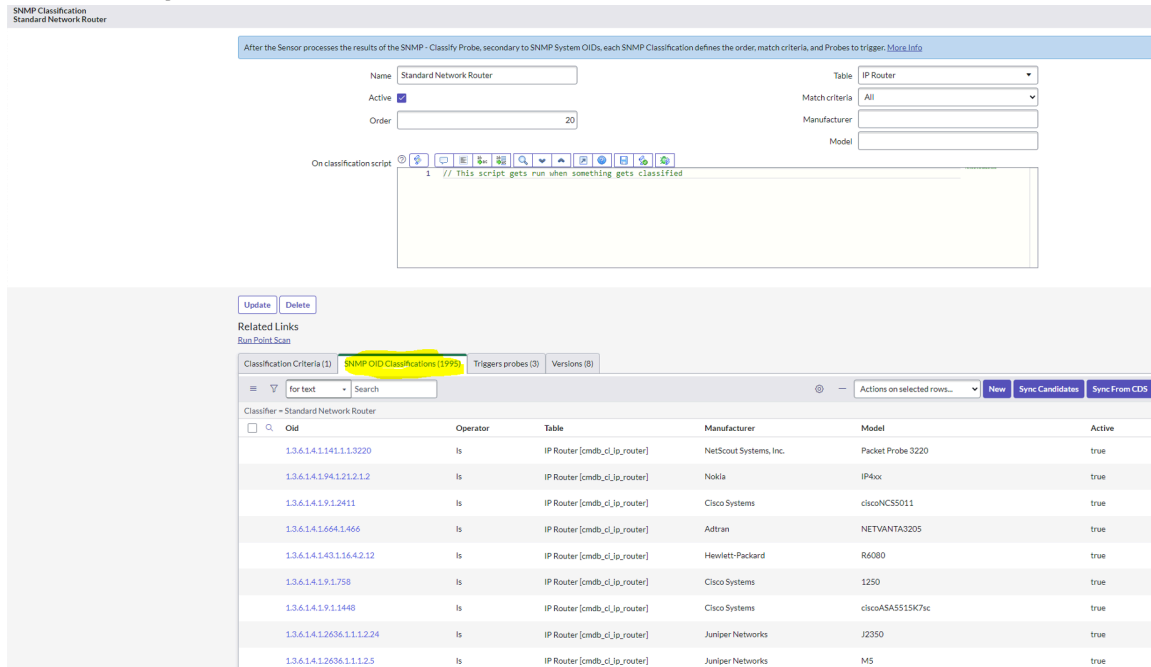 SNMP Classification
Standard Network Router
After the Sensor processes the results of the SNMP - Classify Probe, secondary to SNMP System OIDs, each SNMP Classification defines the order, match criteria, and Probes to trigger. More Info
Name Standard Network Router Table IP Router
Active Match criteria All
Order 20 Manufacturer
Model
On classification script
1 // This script gets run when something gets classified
Update Delete
Related Links
Run Point Scan
Classification Criteria (1) SNMP OID Classifications (1995) Triggers probes (3) Versions (8)
for text Search Actions on selected rows... New Sync Candidates Sync From CDS
Classifier = Standard Network Router
Oid Operator Table Manufacturer Model Active
1.3.6.1.4.1.141.1.1.3220 Is IP Router [cmdb_ci_ip_router] NetScout Systems, Inc. Packet Probe 3220 true
1.3.6.1.4.1.94.1.21.2.1.2 Is IP Router [cmdb_ci_ip_router] Nokia IP4xx true
1.3.6.1.4.1.9.1.2411 Is IP Router [cmdb_ci_ip_router] Cisco Systems ciscoNCS5011 true
1.3.6.1.4.1.664.1.466 Is IP Router [cmdb_ci_ip_router] Adtran NETVANTA3205 true
1.3.6.1.4.1.43.1.16.4.2.12 Is IP Router [cmdb_ci_ip_router] Hewlett-Packard R6080 true
1.3.6.1.4.1.9.1.758 Is IP Router [cmdb_ci_ip_router] Cisco Systems 1250 true
1.3.6.1.4.1.9.1.1448 Is IP Router [cmdb_ci_ip_router] Cisco Systems ciscoASA5515K7sc true
1.3.6.1.4.1.2636.1.1.1.2.24 Is IP Router [cmdb_ci_ip_router] Juniper Networks J2350 true
1.3.6.1.4.1.2636.1.1.1.2.5 Is IP Router [cmdb_ci_ip_router] Juniper Networks M5 true